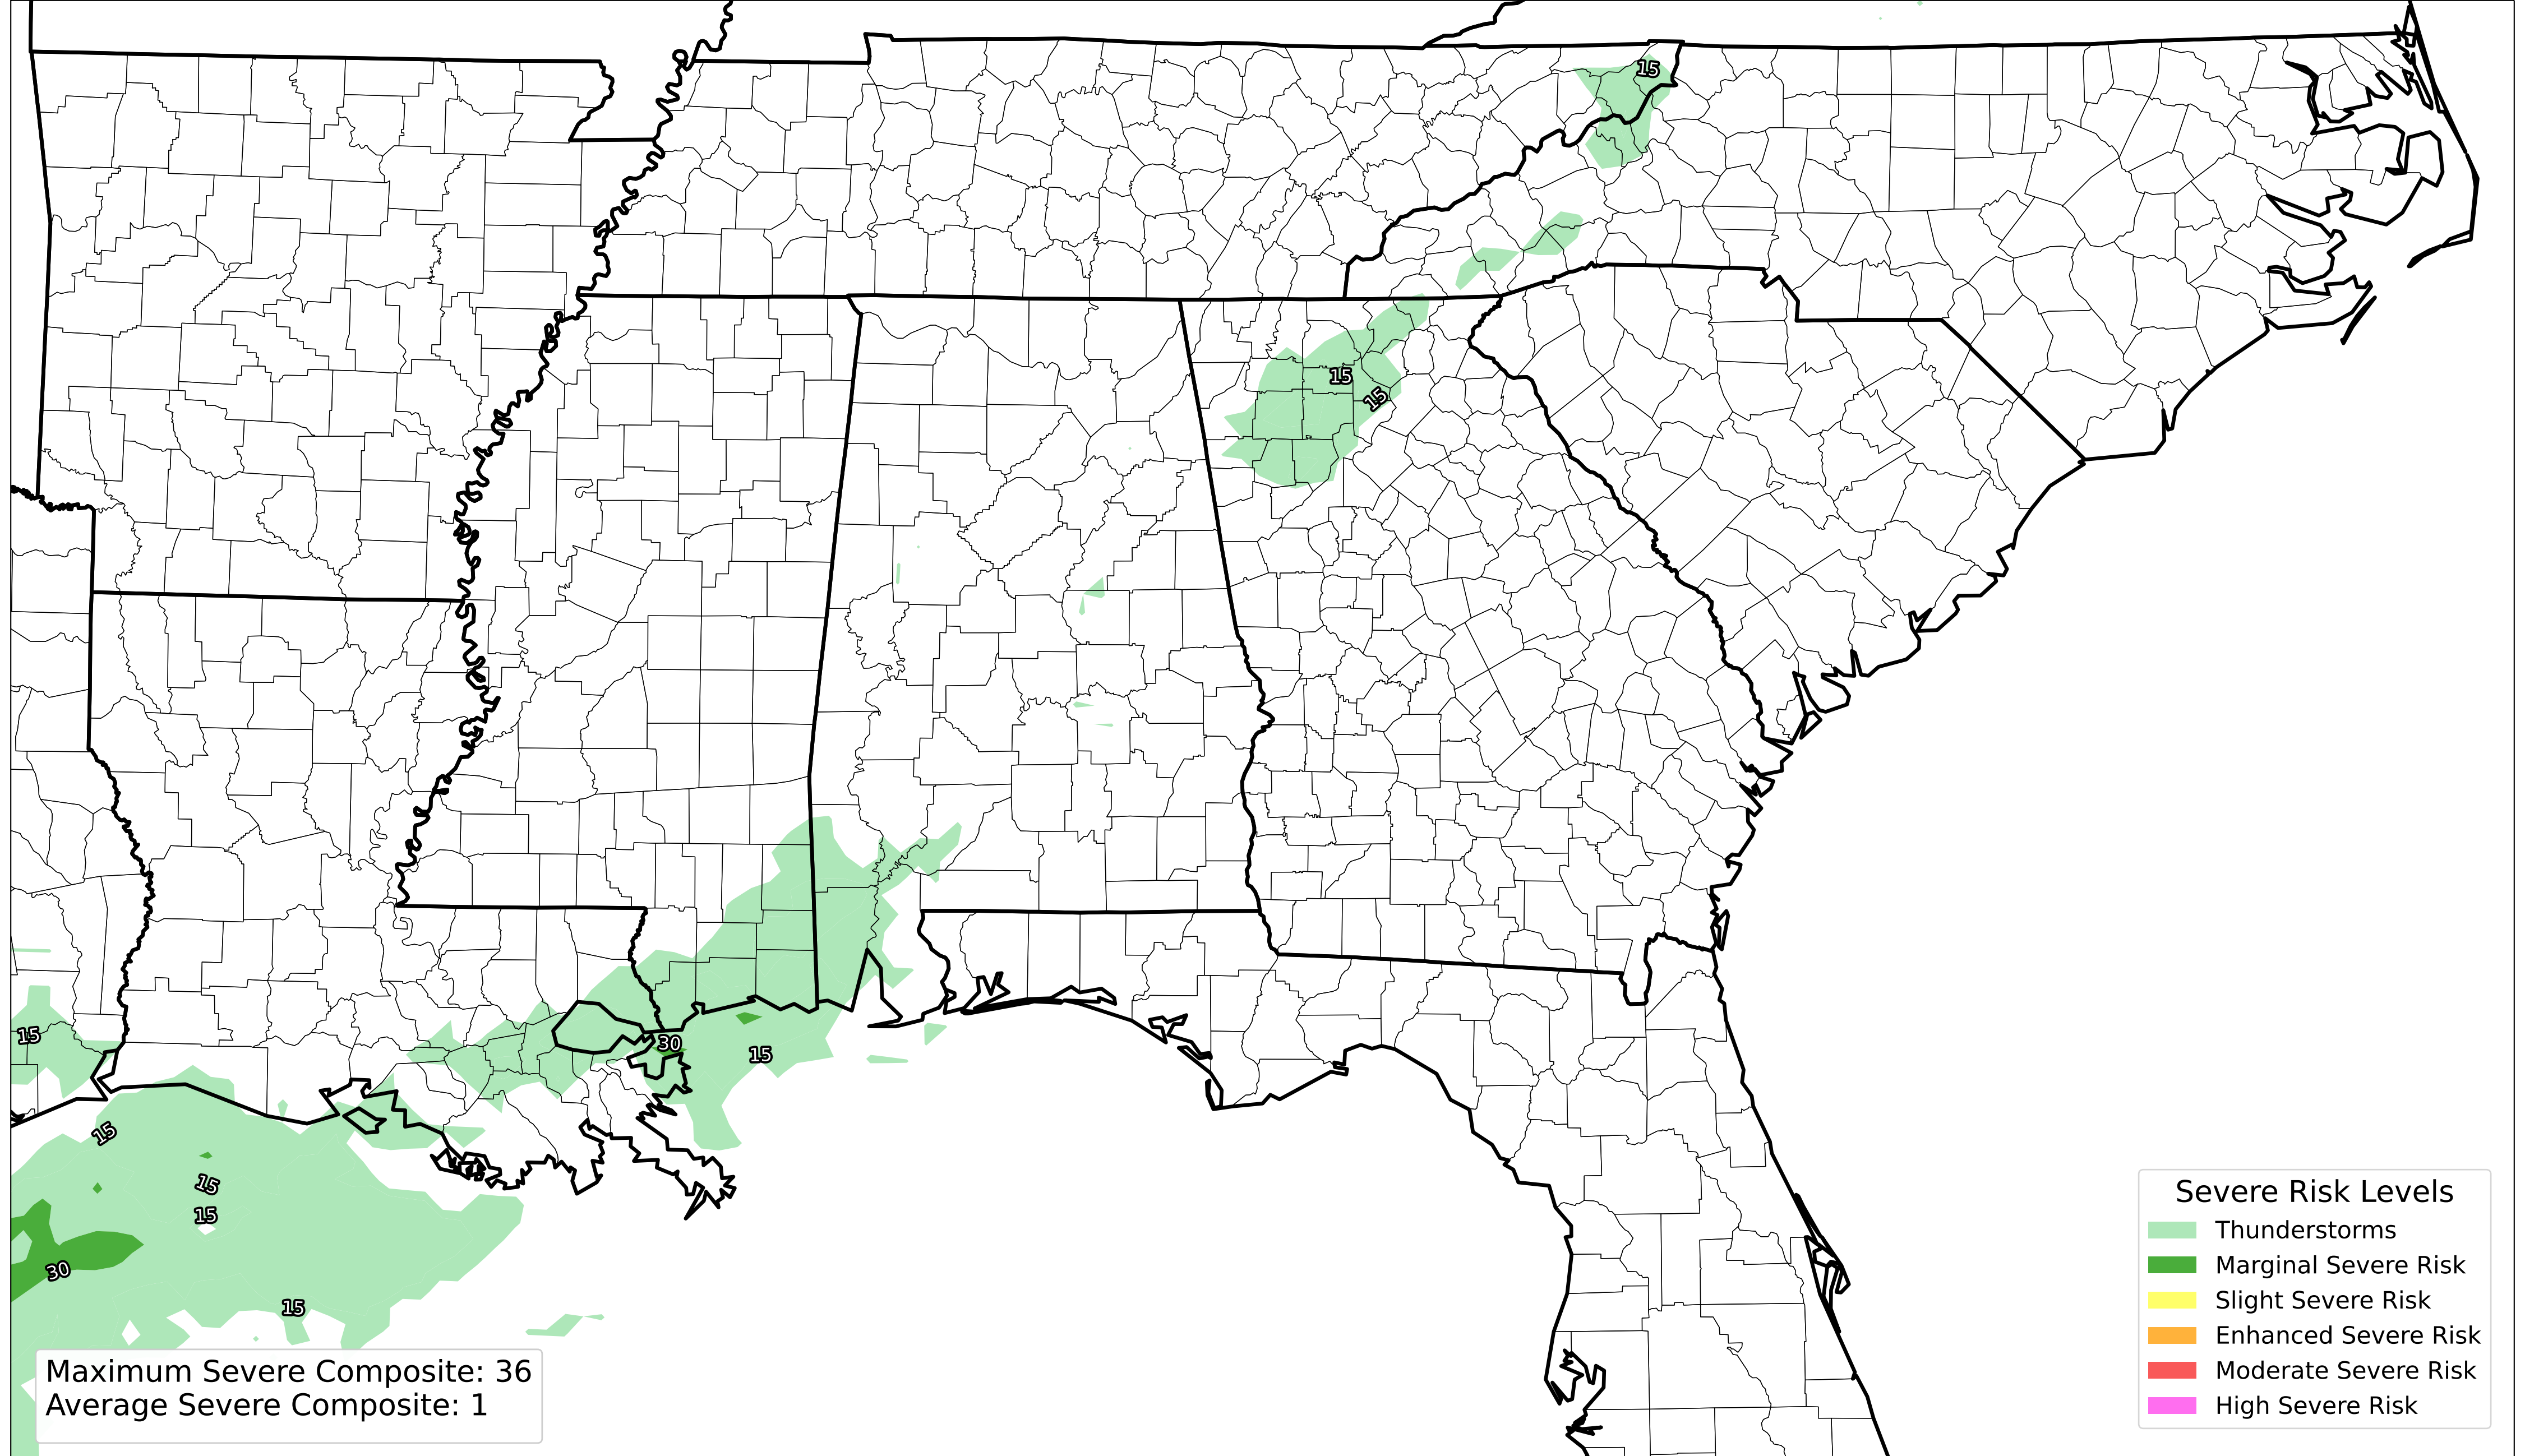 15
15
15
15
30
15
15
15
15
30
15
Severe Risk Levels
Thunderstorms
Marginal Severe Risk
Slight Severe Risk
Enhanced Severe Risk
Moderate Severe Risk
High Severe Risk
Maximum Severe Composite: 36
Average Severe Composite: 1